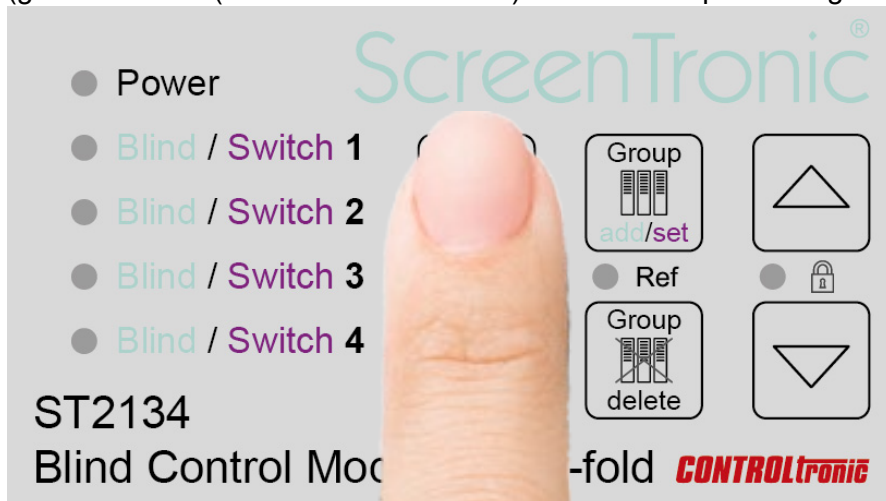 ScreenTronic®
Power
Blind / Switch 1
Blind / Switch 2
Blind / Switch 3
Blind / Switch 4
Group
add/set
Ref
Group
delete
ST2134
Blind Control -fold CONTROLtronic